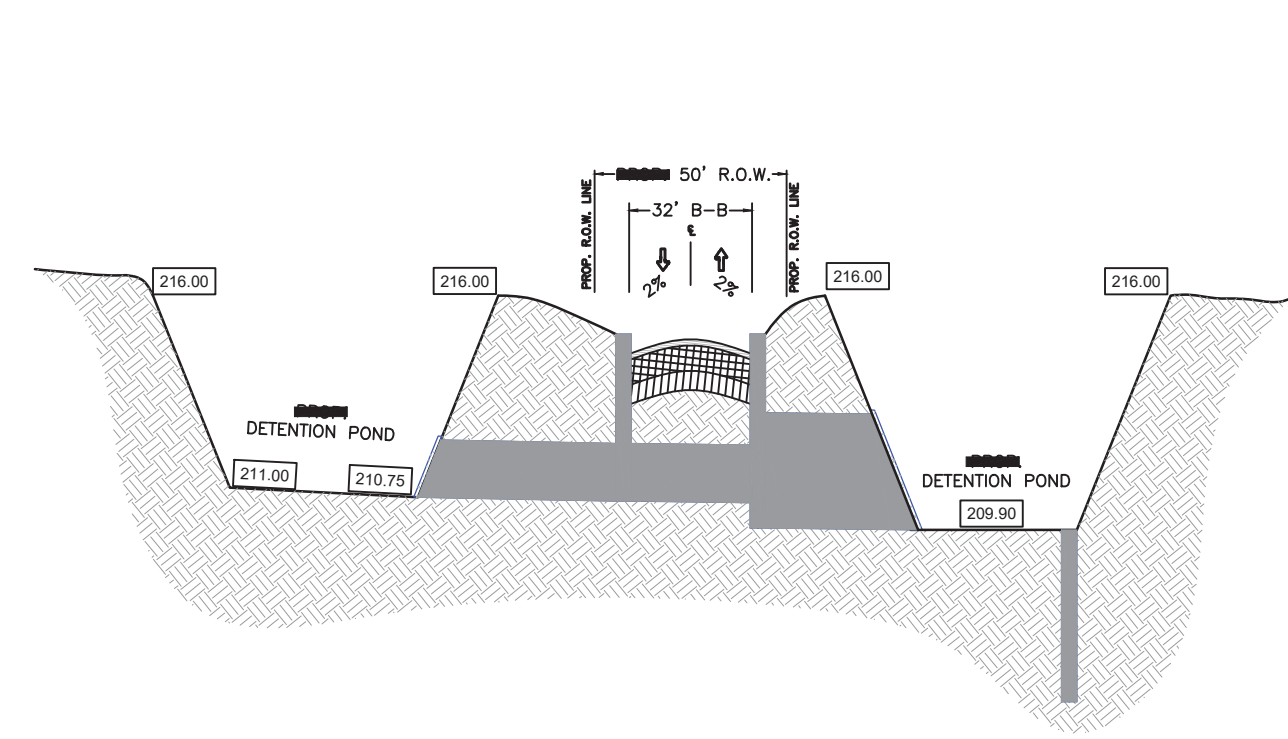 50' R.O.W.
PROP. R.O.W. LINE
PROP. R.O.W. LINE
32' B-B
℄
2%
2%
216.00
216.00
216.00
216.00
DETENTION POND
211.00
210.75
DETENTION POND
209.90